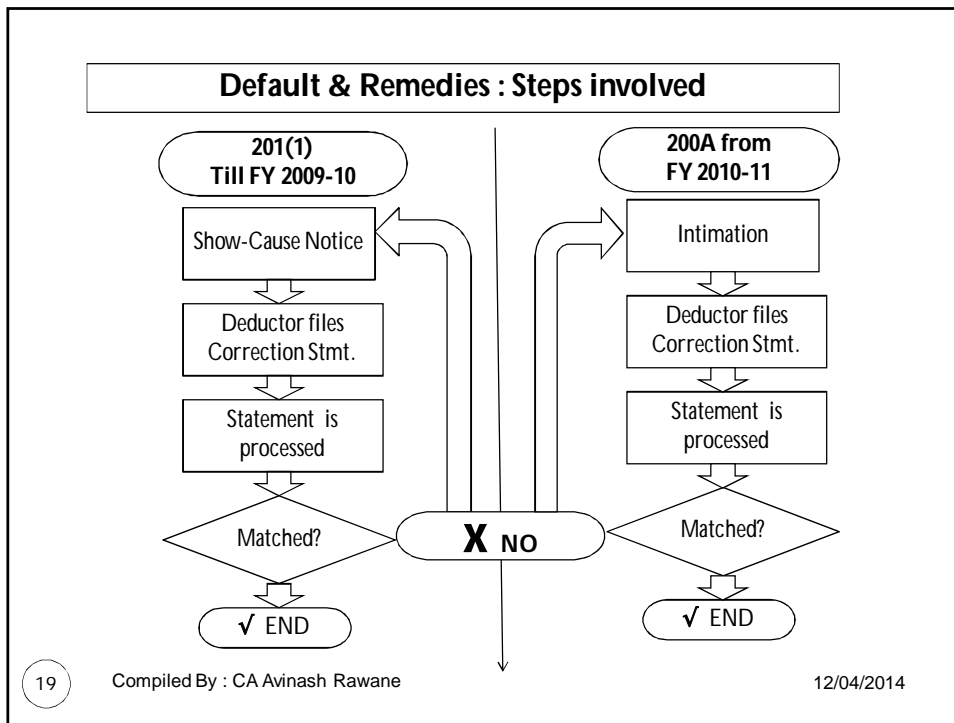 Default & Remedies : Steps involved
201(1)
Till FY 2009-10
Show-Cause Notice
Deductor files
Correction Stmt.
Statement is
processed
Matched?
√ END
X NO
200A from
FY 2010-11
Intimation
Deductor files
Correction Stmt.
Statement is
processed
Matched?
√ END
19
Compiled By : CA Avinash Rawane
12/04/2014